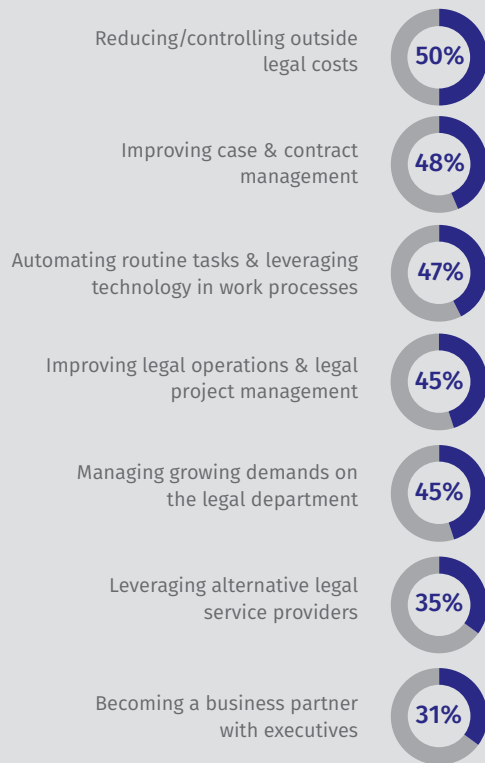 Reducing/controlling outside
legal costs
50%
Improving case & contract
management
48%
Automating routine tasks & leveraging
technology in work processes
47%
Improving legal operations & legal
project management
45%
Managing growing demands on
the legal department
45%
Leveraging alternative legal
service providers
35%
Becoming a business partner
with executives
31%